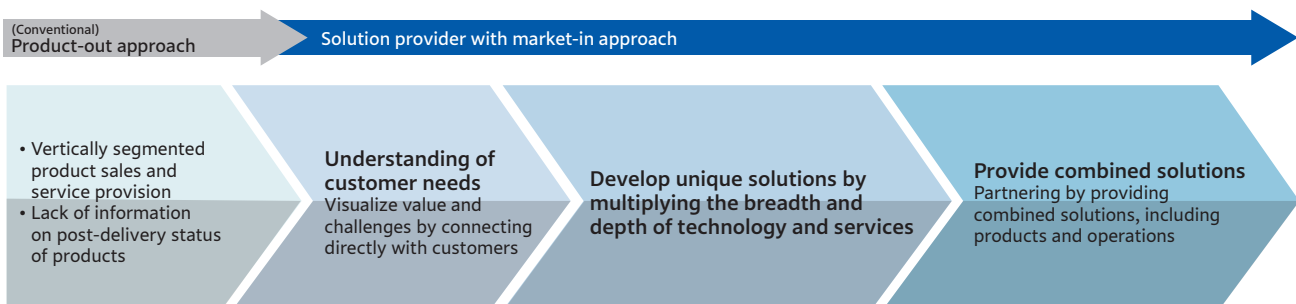 (Conventional)
Product-out approach
Solution provider with market-in approach
• Vertically segmented
product sales and
service provision
• Lack of information
on post-delivery status
of products
Understanding of
customer needs
Visualize value and
challenges by connecting
directly with customers
Develop unique solutions by
multiplying the breadth and
depth of technology and services
Provide combined solutions
Partnering by providing
combined solutions, including
products and operations